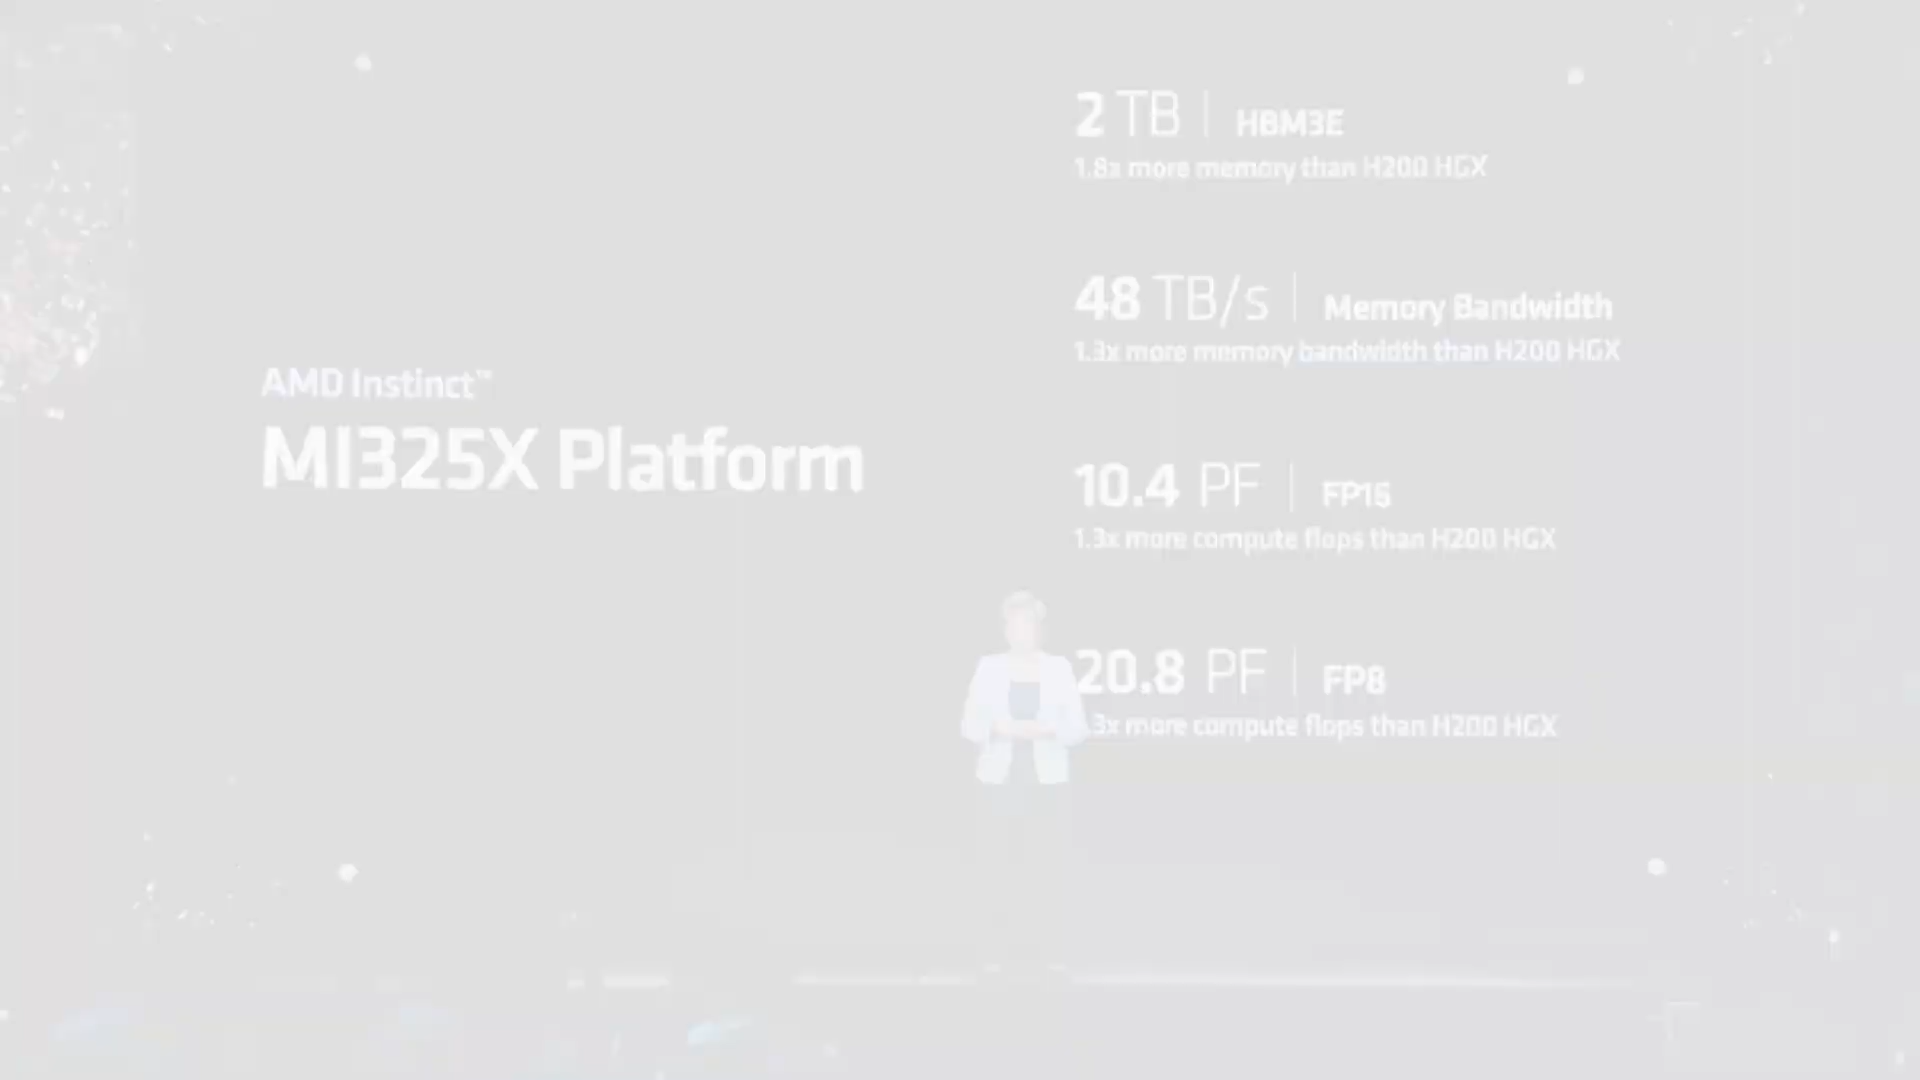 AMD Instinct™
MI325X Platform
2 TB | HBM3E
1.8x more memory than H200 HGX
48 TB/s | Memory Bandwidth
1.3x more memory bandwidth than H200 HGX
10.4 PF | FP16
1.3x more compute flops than H200 HGX
20.8 PF | FP8
.3x more compute flops than H200 HGX